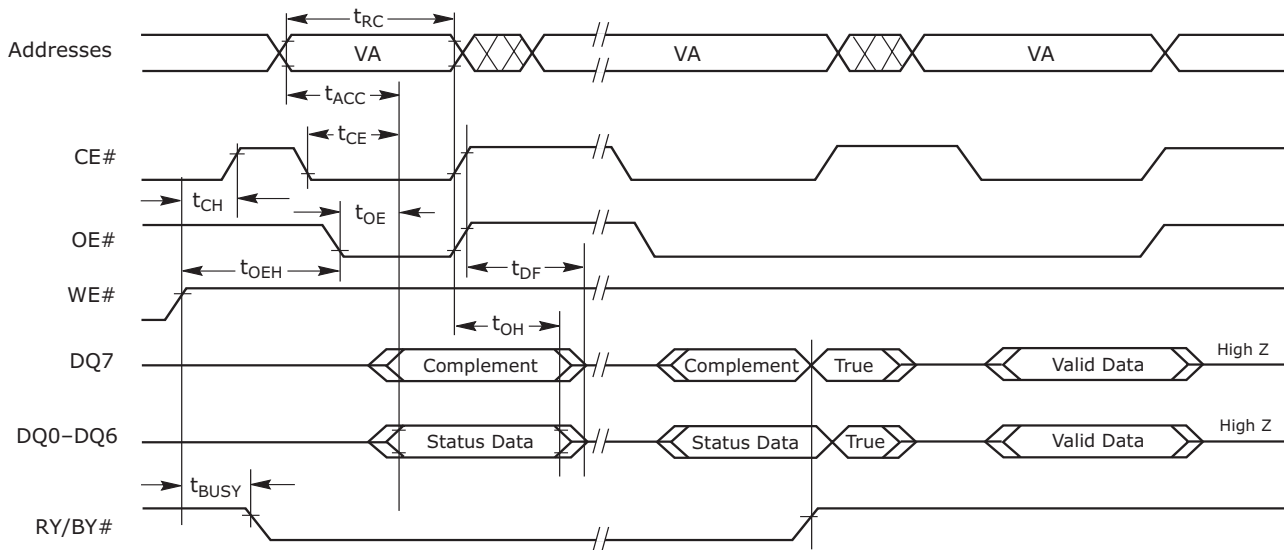 tRC
Addresses
VA
VA
VA
tACC
tCE
CE#
tCH
tOE
OE#
tOEH
tDF
WE#
tOH
DQ7
Complement
Complement
True
Valid Data
High Z
DQ0–DQ6
Status Data
Status Data
True
Valid Data
High Z
tBUSY
RY/BY#